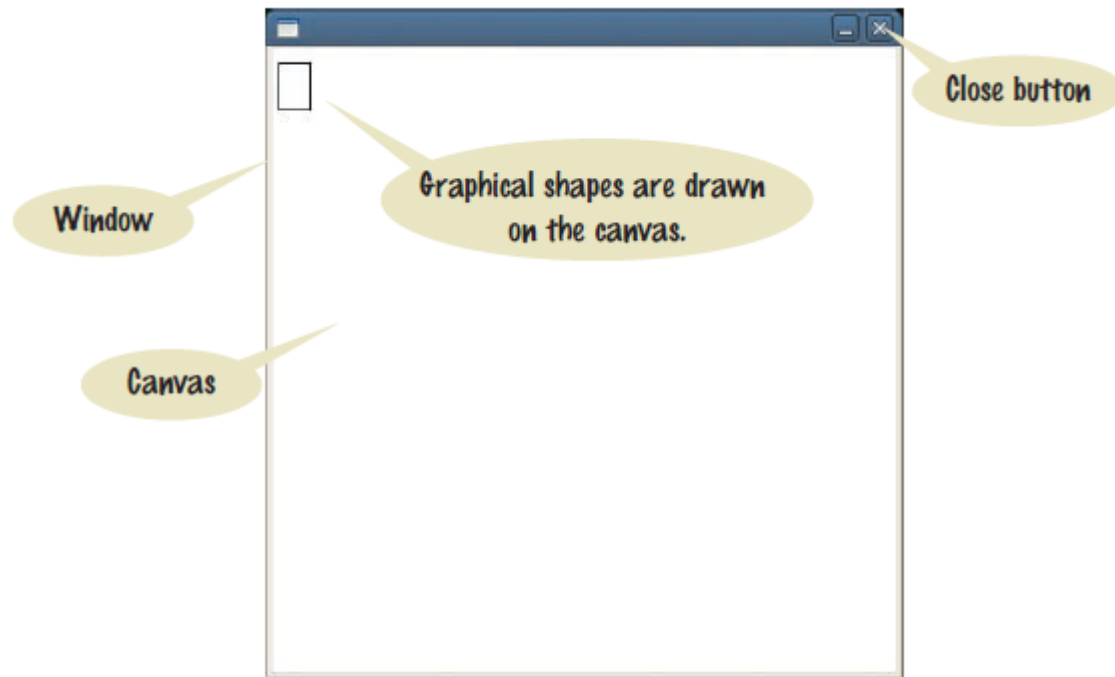 Close button
Graphical shapes are drawn
on the canvas.
Window
Canvas